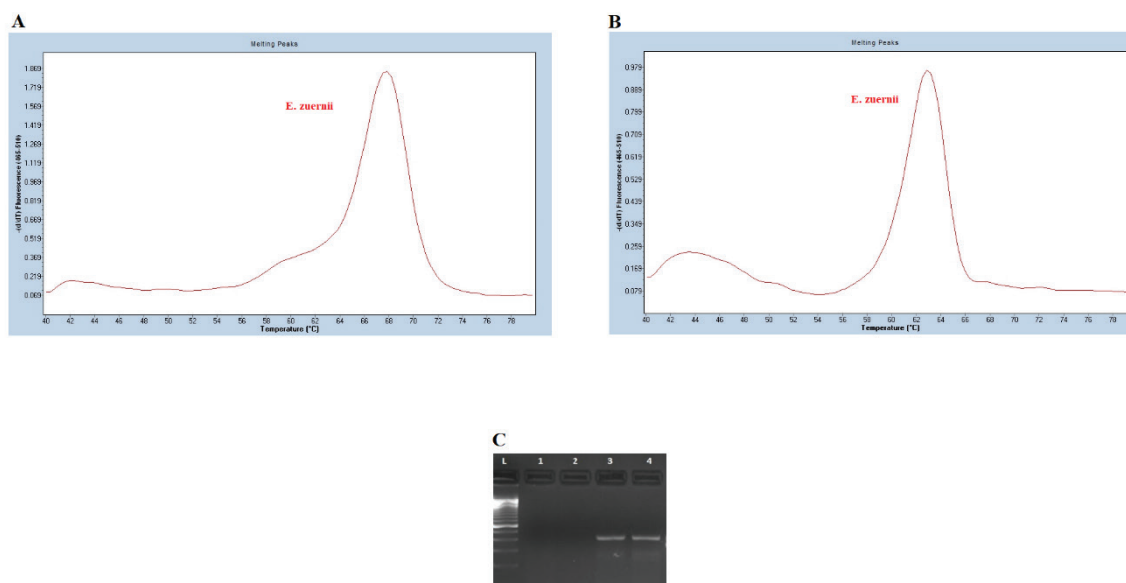 A
Melting Peaks
1.869
1.719
1.569
1.419
1.269
1.119
0.969
0.819
0.669
0.519
0.369
0.219
0.069
-(d/dT) Fluorescence (465-510)
E. zuernii
40 42 44 46 48 50 52 54 56 58 60 62 64 66 68 70 72 74 76 78
Temperature (°C)
B
Melting Peaks
0.979
0.889
0.799
0.709
0.619
0.529
0.439
0.349
0.259
0.169
0.079
-(d/dT) Fluorescence (465-510)
E. zuernii
40 42 44 46 48 50 52 54 56 58 60 62 64 66 68 70 72 74 76 78
Temperature (°C)
C
L 1 2 3 4